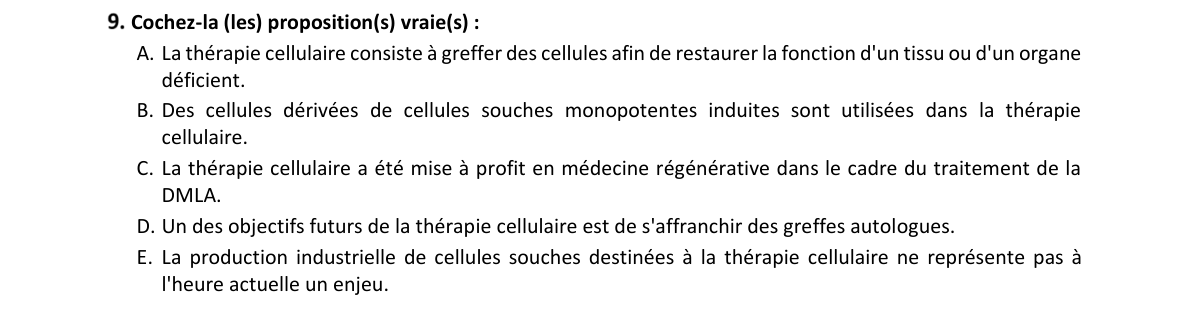 9. Cochez-la (les) proposition(s) vraie(s) :
A. La thérapie cellulaire consiste à greffer des cellules afin de restaurer la fonction d'un tissu ou d'un organe
déficient.
B. Des cellules dérivées de cellules souches monopotentes induites sont utilisées dans la thérapie
cellulaire.
C. La thérapie cellulaire a été mise à profit en médecine régénérative dans le cadre du traitement de la
DMLA.
D. Un des objectifs futurs de la thérapie cellulaire est de s'affranchir des greffes autologues.
E. La production industrielle de cellules souches destinées à la thérapie cellulaire ne représente pas à
l'heure actuelle un enjeu.